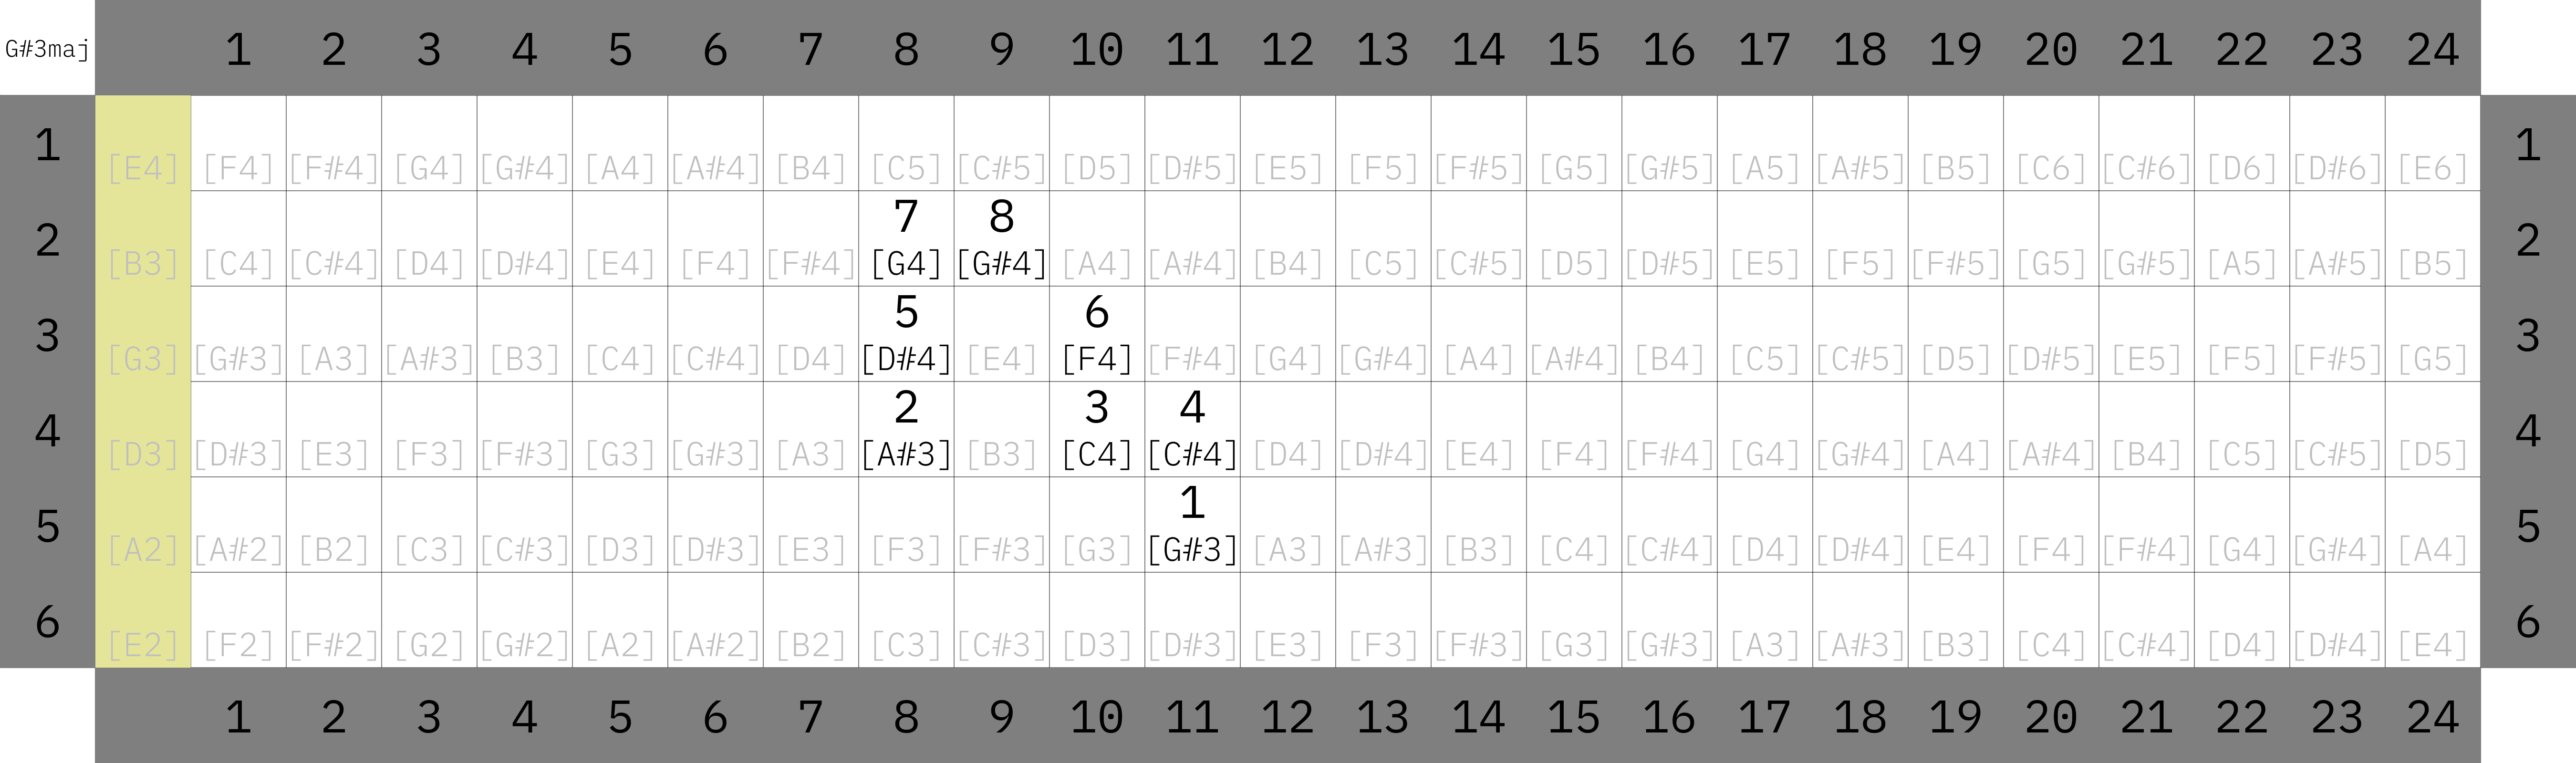 G#3maj 1 2 3 4 5 6 7 8 9 10 11 12 13 14 15 16 17 18 19 20 21 22 23 24
1 [E4] [F4] [F#4] [G4] [G#4] [A4] [A#4] [B4] [C5] [C#5] [D5] [D#5] [E5] [F5] [F#5] [G5] [G#5] [A5] [A#5] [B5] [C6] [C#6] [D6] [D#6] [E6] 1
7 8
2 [B3] [C4] [C#4] [D4] [D#4] [E4] [F4] [F#4] [G4] [G#4] [A4] [A#4] [B4] [C5] [C#5] [D5] [D#5] [E5] [F5] [F#5] [G5] [G#5] [A5] [A#5] [B5] 2
5 6
3 [G3] [G#3] [A3] [A#3] [B3] [C4] [C#4] [D4] [D#4] [E4] [F4] [F#4] [G4] [G#4] [A4] [A#4] [B4] [C5] [C#5] [D5] [D#5] [E5] [F5] [F#5] [G5] 3
2 3 4
4 [D3] [D#3] [E3] [F3] [F#3] [G3] [G#3] [A3] [A#3] [B3] [C4] [C#4] [D4] [D#4] [E4] [F4] [F#4] [G4] [G#4] [A4] [A#4] [B4] [C5] [C#5] [D5] 4
1
5 [A2] [A#2] [B2] [C3] [C#3] [D3] [D#3] [E3] [F3] [F#3] [G3] [G#3] [A3] [A#3] [B3] [C4] [C#4] [D4] [D#4] [E4] [F4] [F#4] [G4] [G#4] [A4] 5
6 [E2] [F2] [F#2] [G2] [G#2] [A2] [A#2] [B2] [C3] [C#3] [D3] [D#3] [E3] [F3] [F#3] [G3] [G#3] [A3] [A#3] [B3] [C4] [C#4] [D4] [D#4] [E4] 6
1 2 3 4 5 6 7 8 9 10 11 12 13 14 15 16 17 18 19 20 21 22 23 24